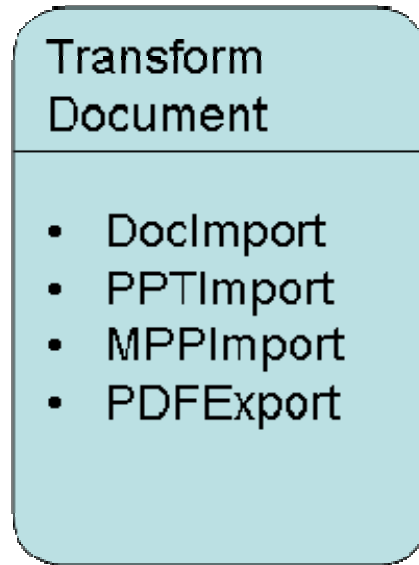 Transform
Document
• DocImport
• PPTImport
• MPPImport
• PDFExport